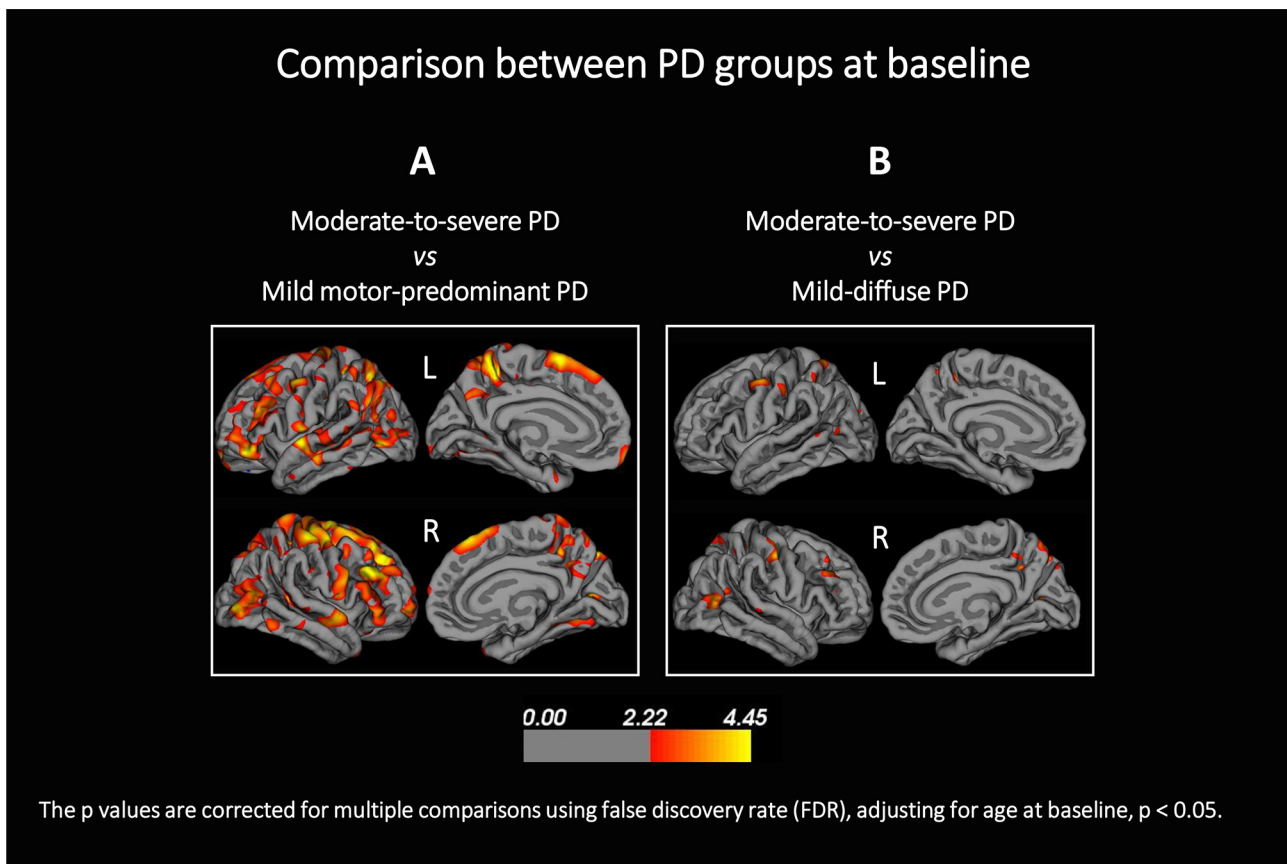 Comparison between PD groups at baseline
A
Moderate-to-severe PD
vs
Mild motor-predominant PD
B
Moderate-to-severe PD
vs
Mild-diffuse PD
L
R
L
R
0.00 2.22 4.45
The p values are corrected for multiple comparisons using false discovery rate (FDR), adjusting for age at baseline, p < 0.05.